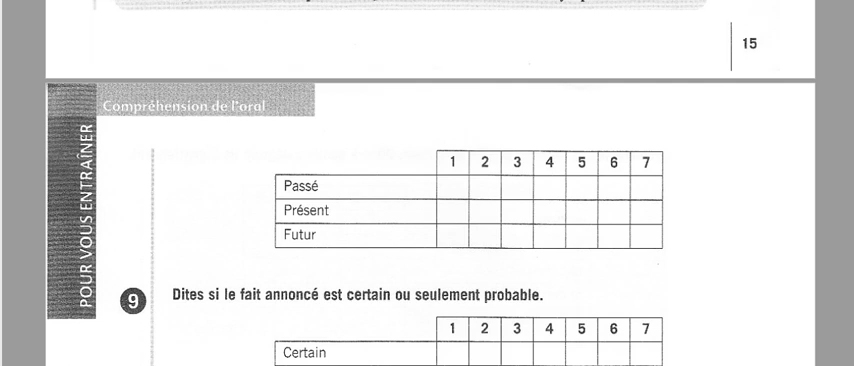 15
Compréhension de l'oral
POUR VOUS ENTRAÎNER
1 2 3 4 5 6 7
Passé
Présent
Futur
9 Dites si le fait annoncé est certain ou seulement probable.
1 2 3 4 5 6 7
Certain